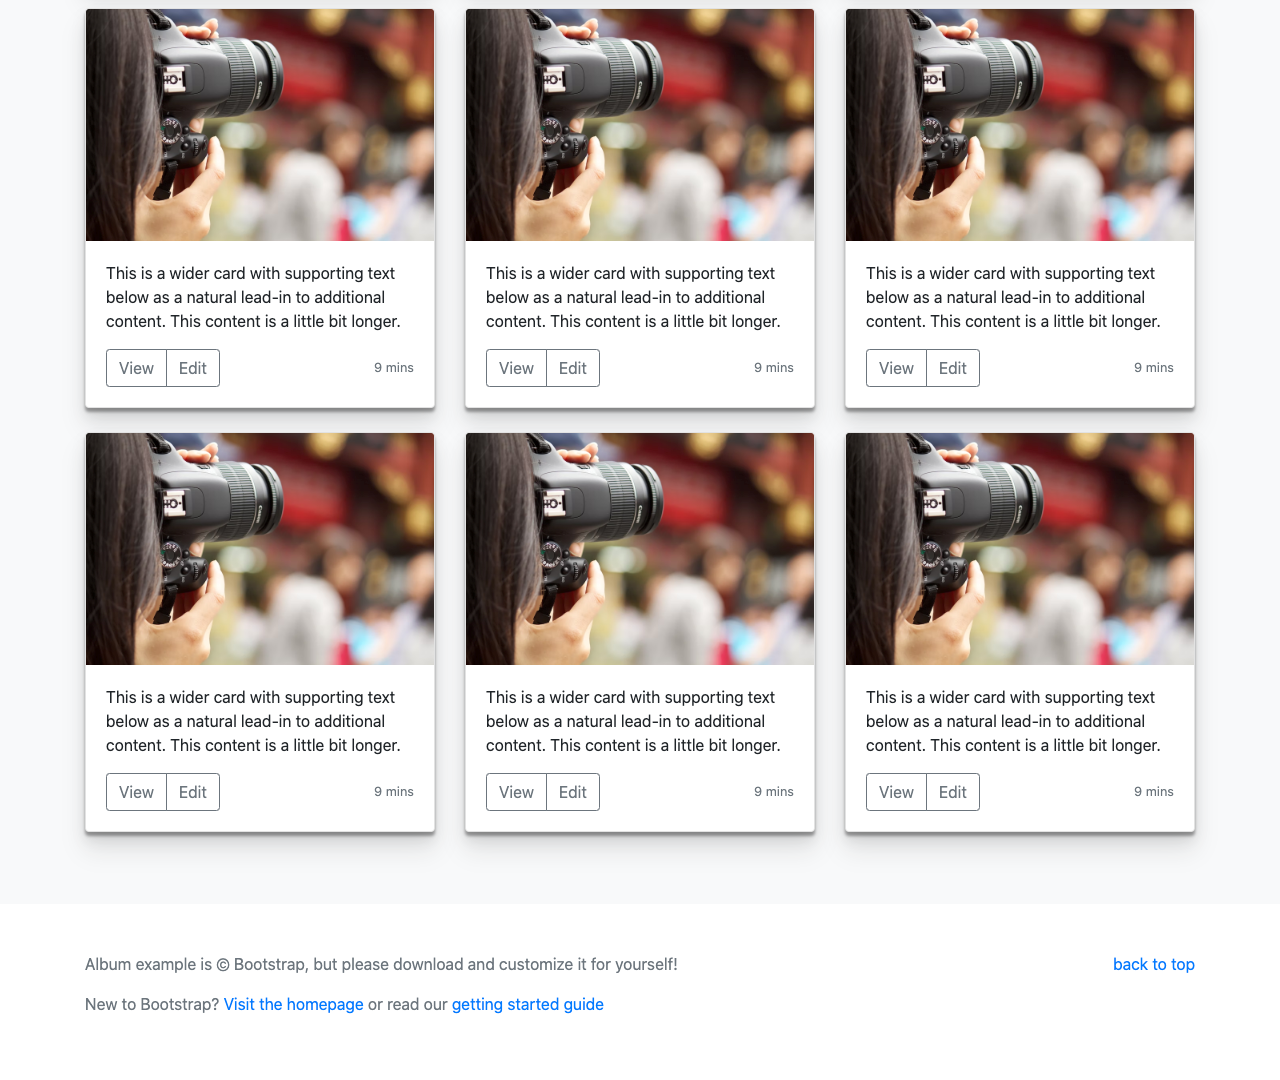 This is a wider card with supporting text
below as a natural lead-in to additional
content. This content is a little bit longer.
View Edit 9 mins
This is a wider card with supporting text
below as a natural lead-in to additional
content. This content is a little bit longer.
View Edit 9 mins
This is a wider card with supporting text
below as a natural lead-in to additional
content. This content is a little bit longer.
View Edit 9 mins
This is a wider card with supporting text
below as a natural lead-in to additional
content. This content is a little bit longer.
View Edit 9 mins
This is a wider card with supporting text
below as a natural lead-in to additional
content. This content is a little bit longer.
View Edit 9 mins
This is a wider card with supporting text
below as a natural lead-in to additional
content. This content is a little bit longer.
View Edit 9 mins
Album example is © Bootstrap, but please download and customize it for yourself! back to top
New to Bootstrap? Visit the homepage or read our getting started guide